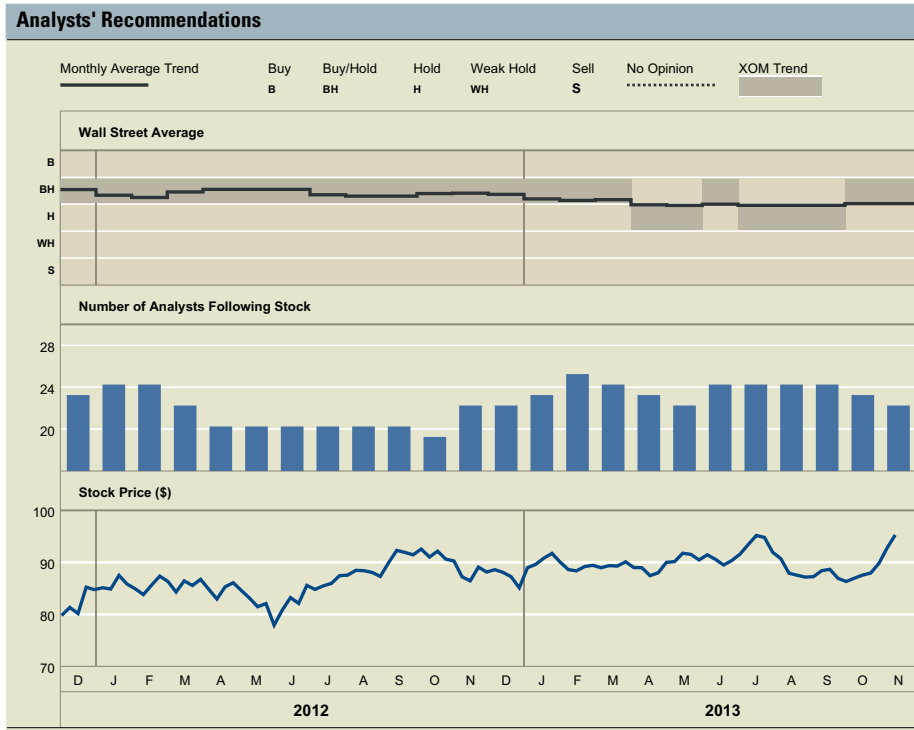 Analysts' Recommendations
Monthly Average Trend Buy Buy/Hold Hold Weak Hold Sell No Opinion XOM Trend
B BH H WH S
Wall Street Average
B
BH
H
WH
S
Number of Analysts Following Stock
28
24
20
Stock Price ($)
100
90
80
70
D J F M A M J J A S O N D J F M A M J J A S O N
2012 2013